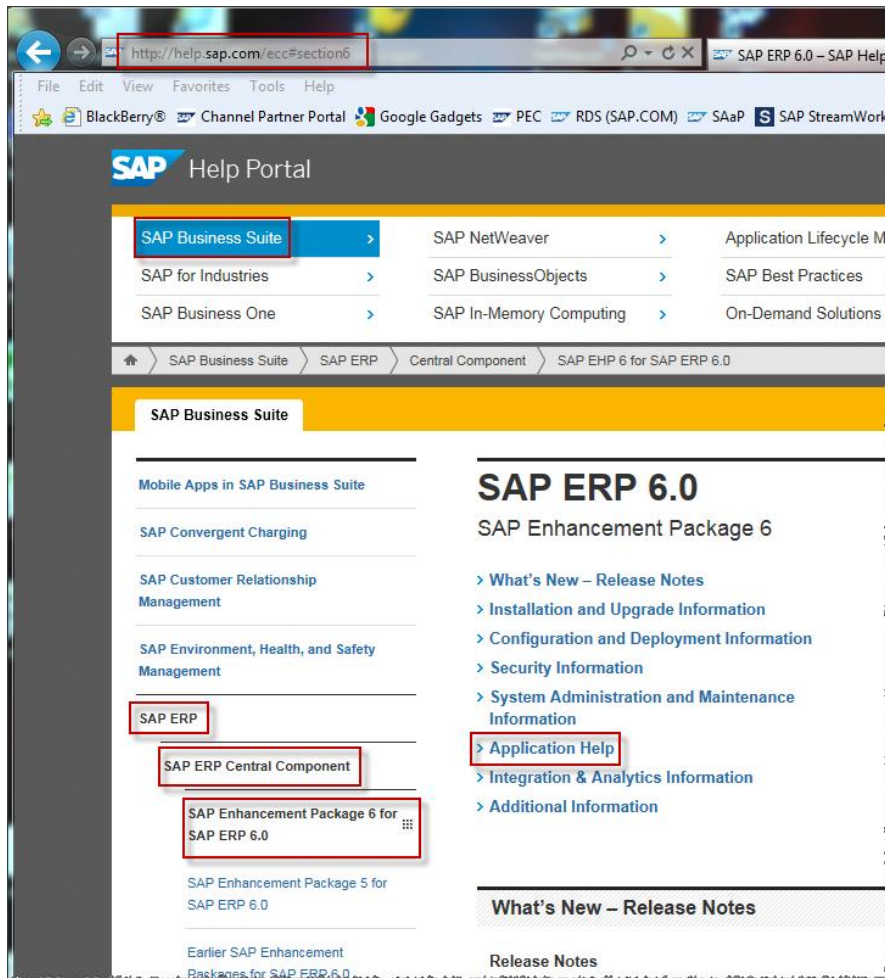 http://help.sap.com/ecc#section6
SAP ERP 6.0 – SAP Help
File Edit View Favorites Tools Help
BlackBerry® Channel Partner Portal Google Gadgets PEC RDS (SAP.COM) SAaP S SAP StreamWork
SAP Help Portal
SAP Business Suite SAP NetWeaver Application Lifecycle M
SAP for Industries SAP BusinessObjects SAP Best Practices
SAP Business One SAP In-Memory Computing On-Demand Solutions
SAP Business Suite SAP ERP Central Component SAP EHP 6 for SAP ERP 6.0
SAP Business Suite
Mobile Apps in SAP Business Suite
SAP Convergent Charging
SAP Customer Relationship
Management
SAP Environment, Health, and Safety
Management
SAP ERP
SAP ERP Central Component
SAP Enhancement Package 6 for
SAP ERP 6.0
SAP Enhancement Package 5 for
SAP ERP 6.0
Earlier SAP Enhancement
Packages for SAP ERP 6.0
SAP ERP 6.0
SAP Enhancement Package 6
What's New – Release Notes
Installation and Upgrade Information
Configuration and Deployment Information
Security Information
System Administration and Maintenance
Information
Application Help
Integration & Analytics Information
Additional Information
What's New – Release Notes
Release Notes